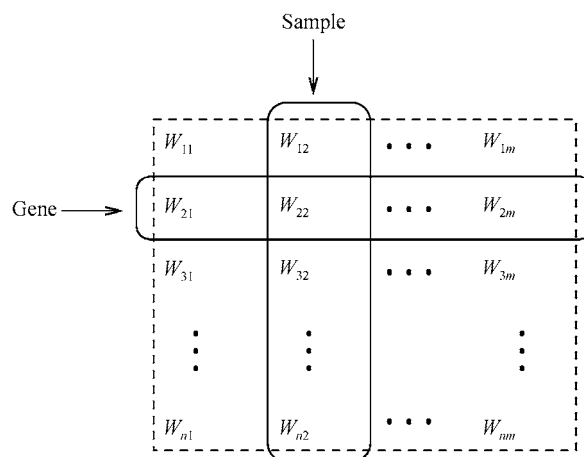 Sample
W11 W12 • • • W1m
Gene W21 W22 • • • W2m
W31 W32 • • • W3m
⋮ ⋮ ⋮
Wn1 Wn2 • • • Wnm